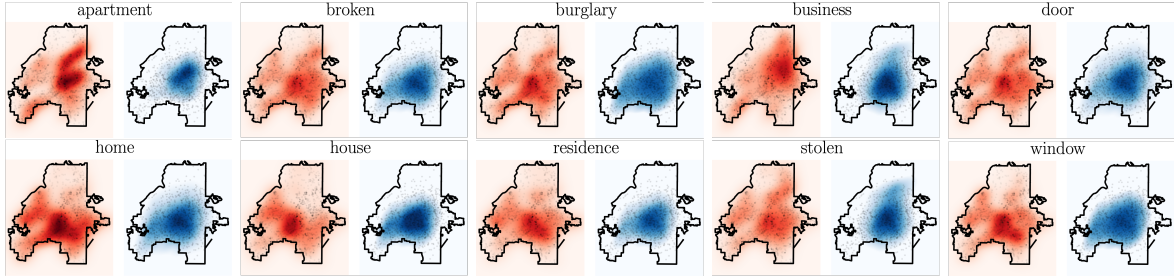 apartment
broken
burglary
business
door
home
house
residence
stolen
window